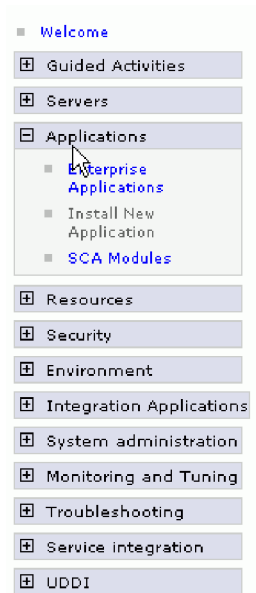 Welcome
Guided Activities
Servers
Applications
Enterprise
Applications
Install New
Application
SCA Modules
Resources
Security
Environment
Integration Applications
System administration
Monitoring and Tuning
Troubleshooting
Service integration
UDDI